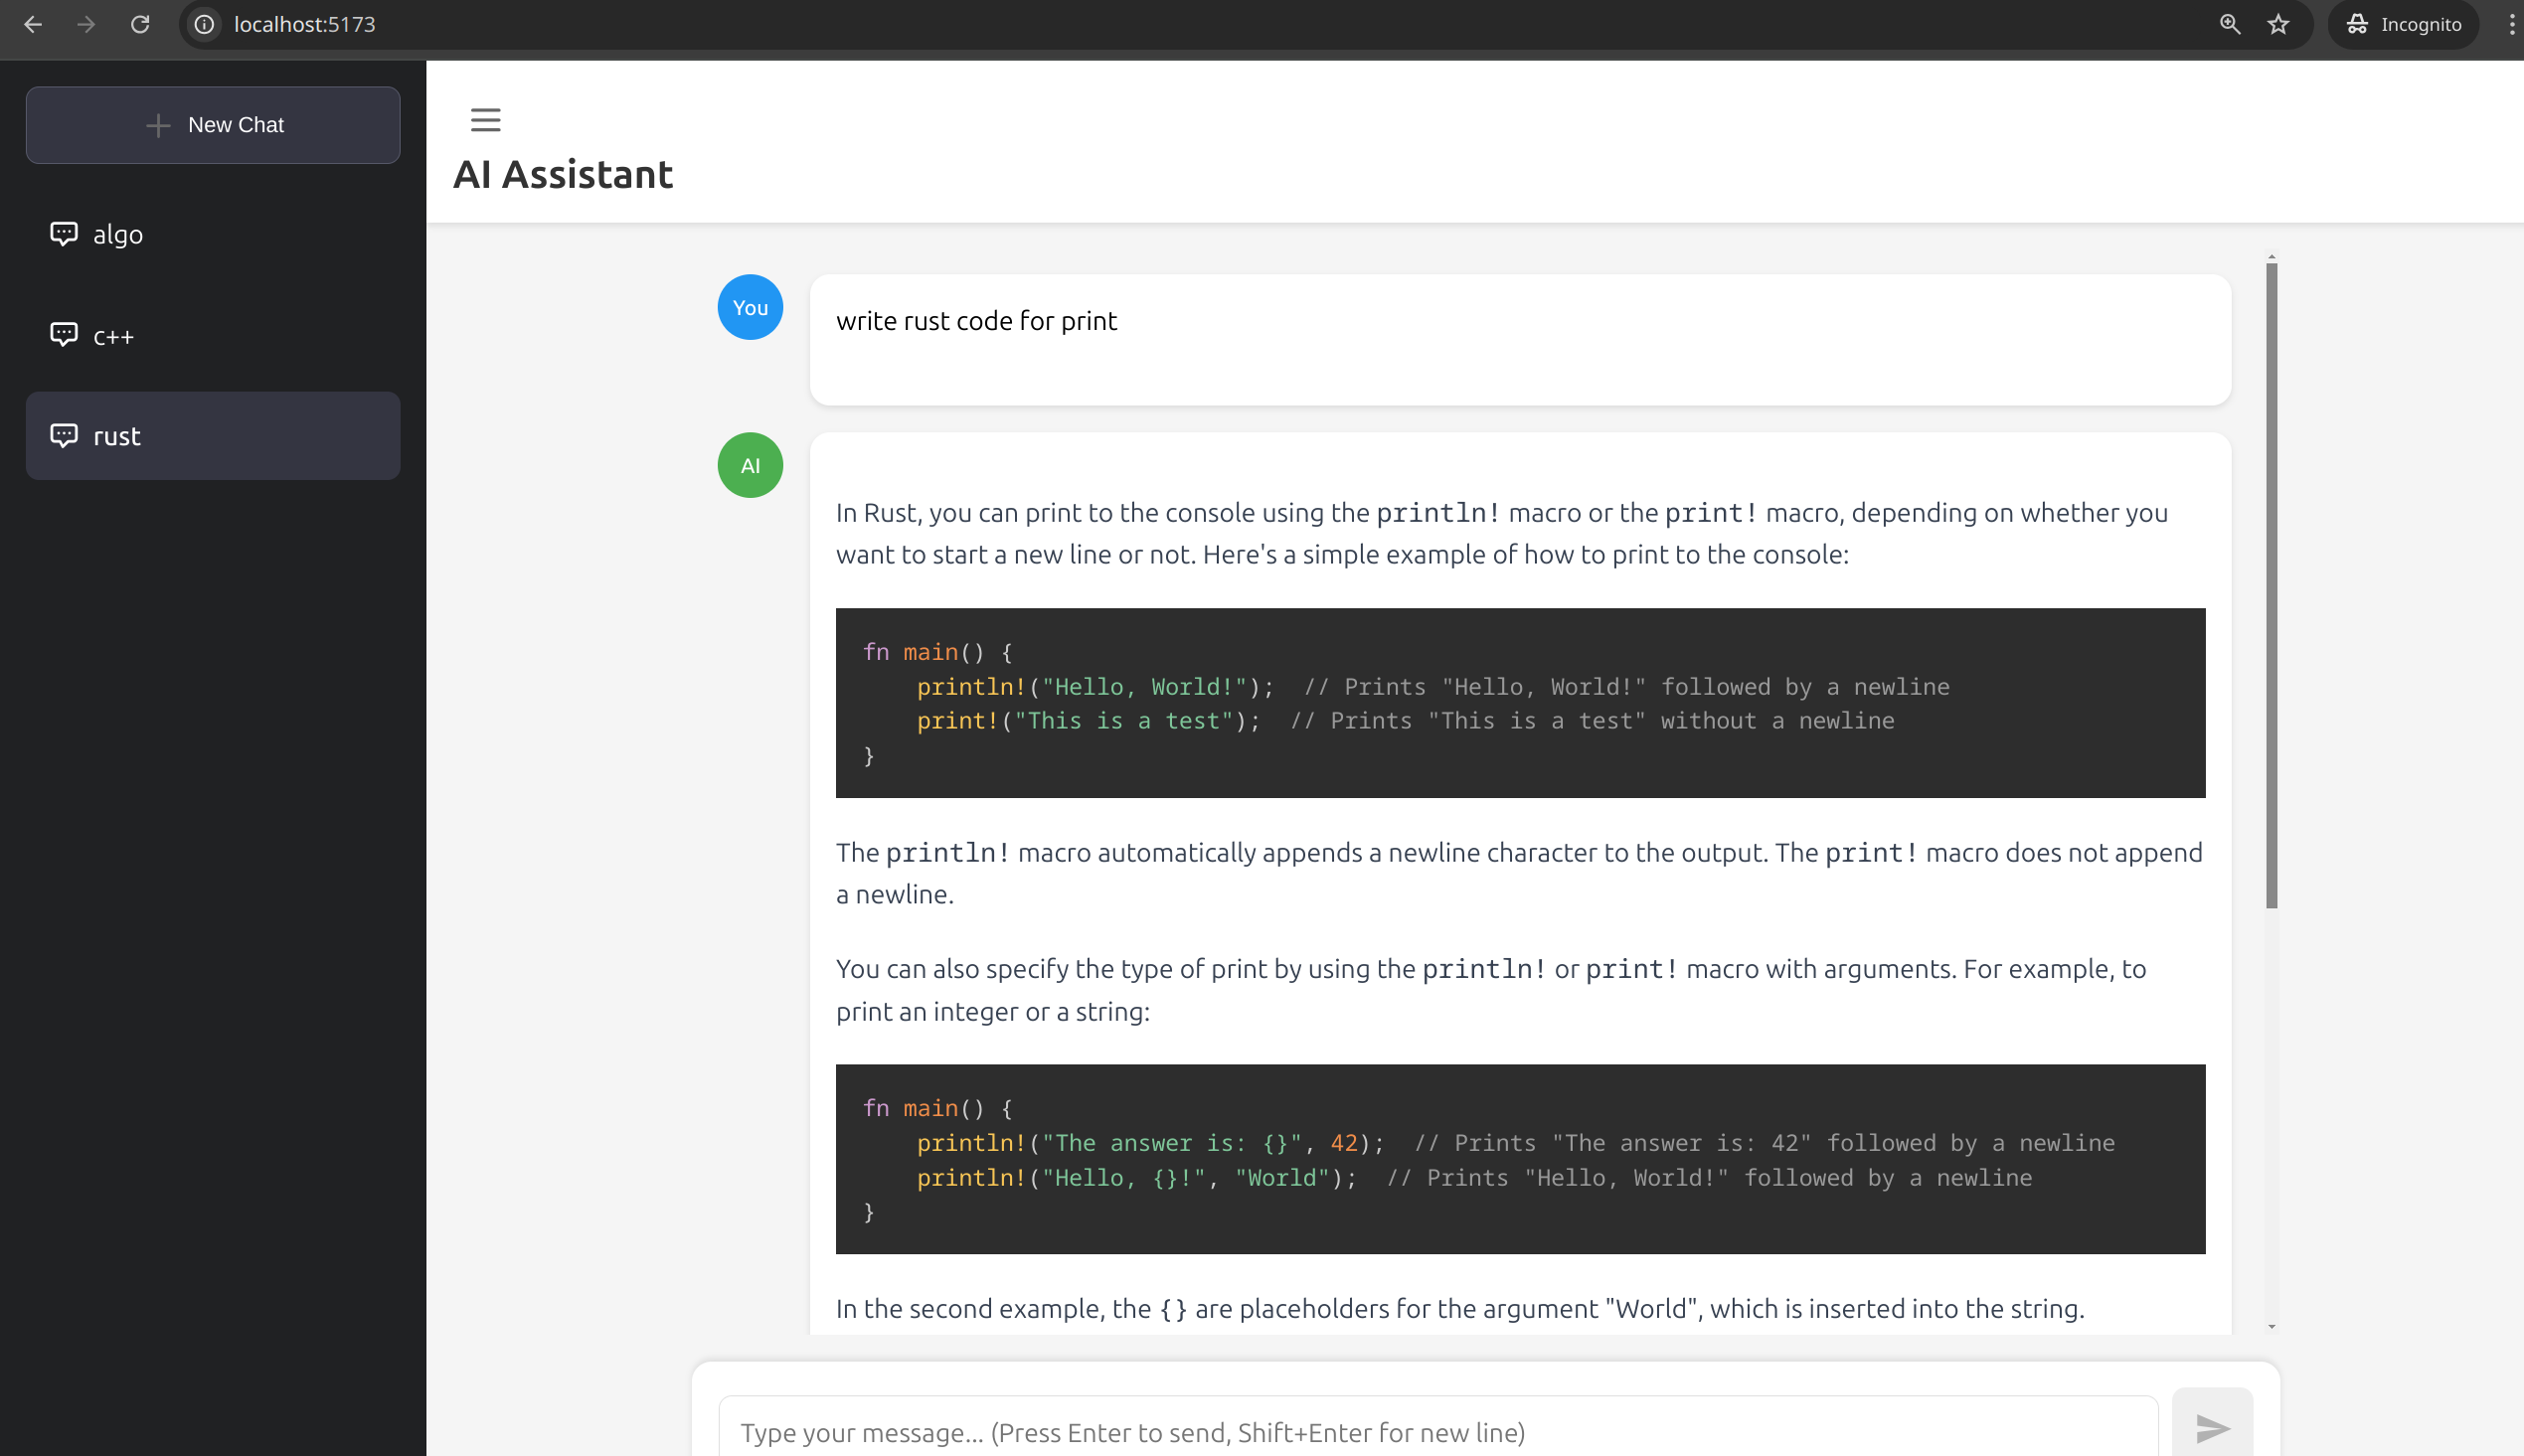 localhost:5173
Incognito
New Chat
algo
c++
rust
AI Assistant
You
write rust code for print
AI
In Rust, you can print to the console using the println! macro or the print! macro, depending on whether you
want to start a new line or not. Here's a simple example of how to print to the console:
fn main() {
    println!("Hello, World!");  // Prints "Hello, World!" followed by a newline
    print!("This is a test");  // Prints "This is a test" without a newline
}
The println! macro automatically appends a newline character to the output. The print! macro does not append
a newline.
You can also specify the type of print by using the println! or print! macro with arguments. For example, to
print an integer or a string:
fn main() {
    println!("The answer is: {}", 42);  // Prints "The answer is: 42" followed by a newline
    println!("Hello, {}!", "World");  // Prints "Hello, World!" followed by a newline
}
In the second example, the {} are placeholders for the argument "World", which is inserted into the string.
Type your message... (Press Enter to send, Shift+Enter for new line)